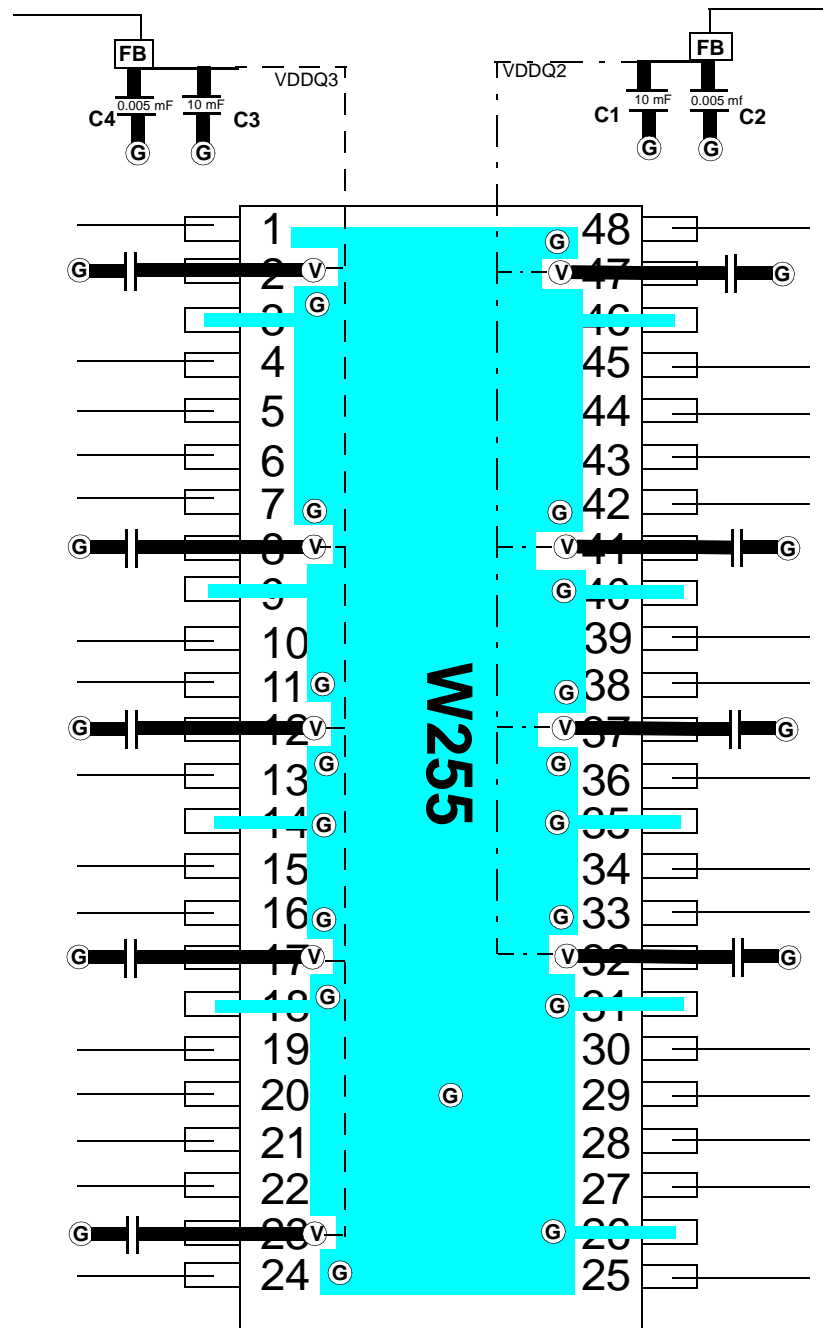 FB
FB
VDDQ3
VDDQ2
0.005 mF
10 mF
10 mF
0.005 mf
C4
C3
C1
C2
G
G
G
G
1
48
G
G
2
V
V
47
G
G
3
46
4
45
5
44
6
43
7
G
G
42
G
8
V
V
41
G
9
G
40
10
39
11
G
G
38
G
12
V
V
37
G
W255
13
G
G
36
14
G
G
35
15
34
16
G
G
33
G
17
V
V
32
G
18
G
G
31
19
30
20
G
29
21
28
22
27
G
23
V
G
26
24
G
25